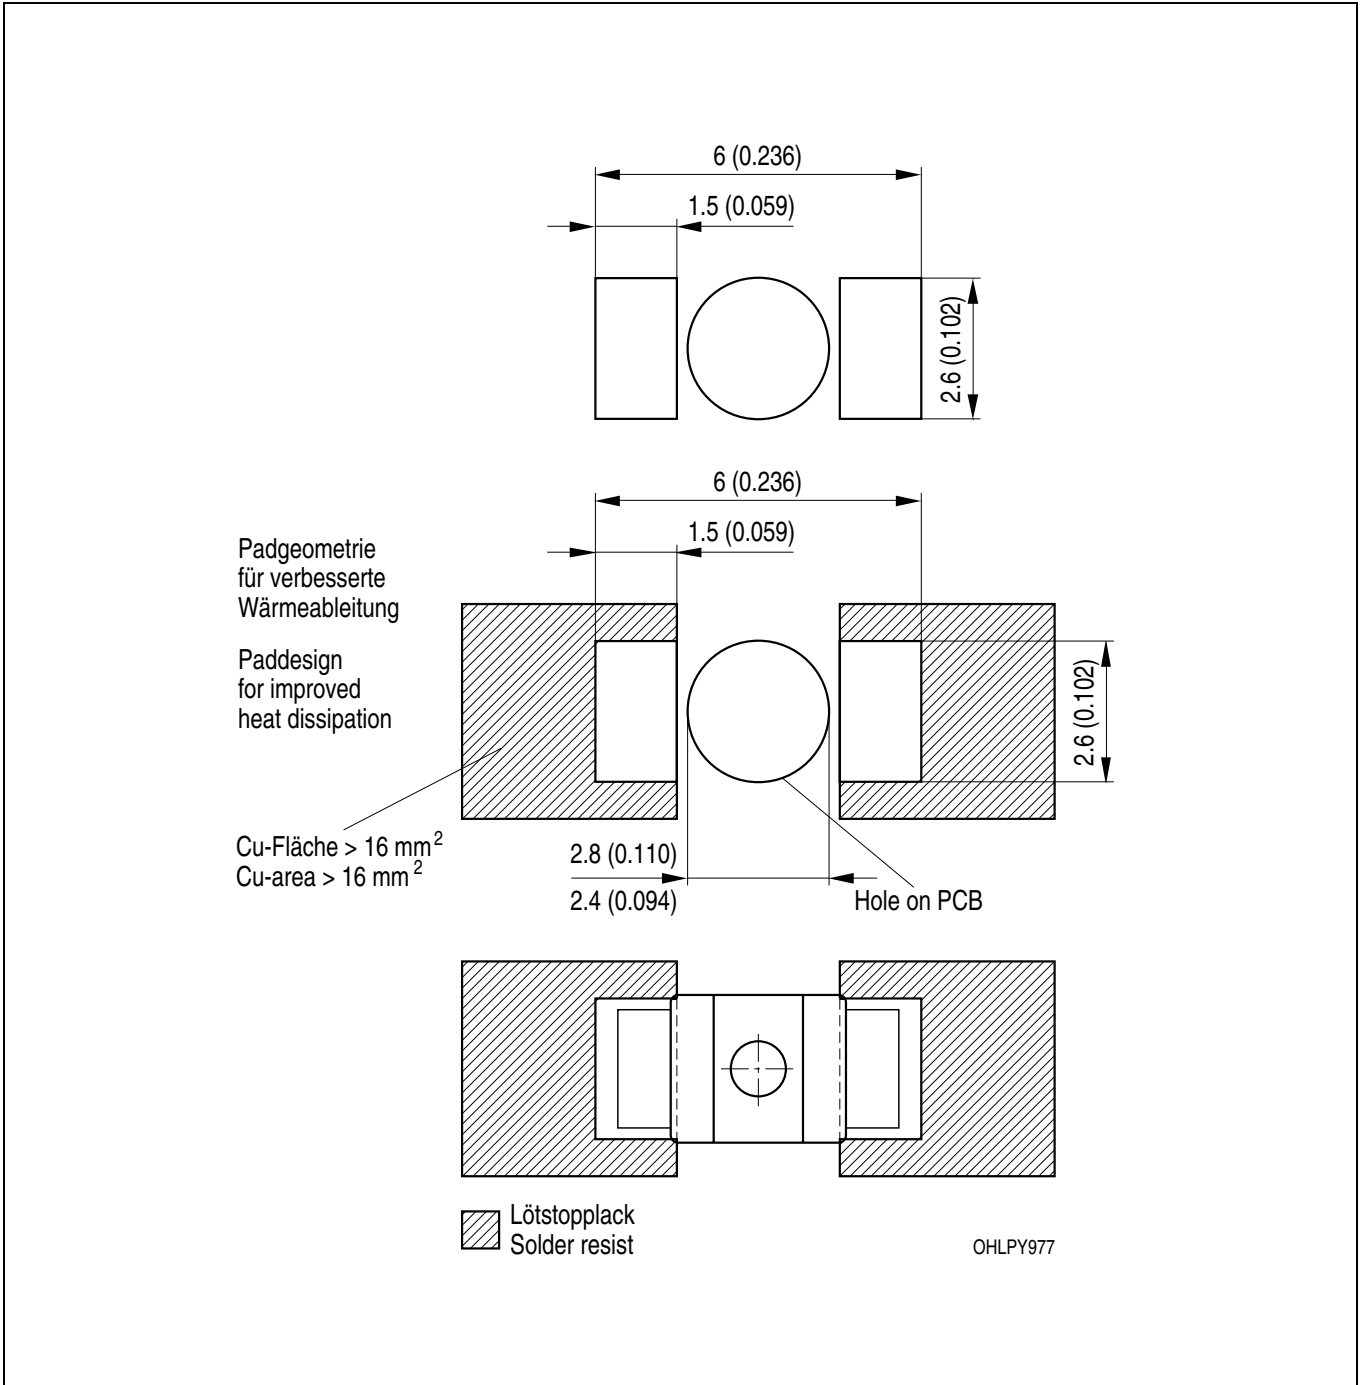 6 (0.236)
1.5 (0.059)
2.6 (0.102)
6 (0.236)
1.5 (0.059)
Padgeometrie
für verbesserte
Wärmeableitung
Paddesign
for improved
heat dissipation
2.6 (0.102)
Cu-Fläche > 16 mm²
Cu-area > 16 mm²
2.8 (0.110)
2.4 (0.094)
Hole on PCB
Lötstopplack
Solder resist
OHLPY977